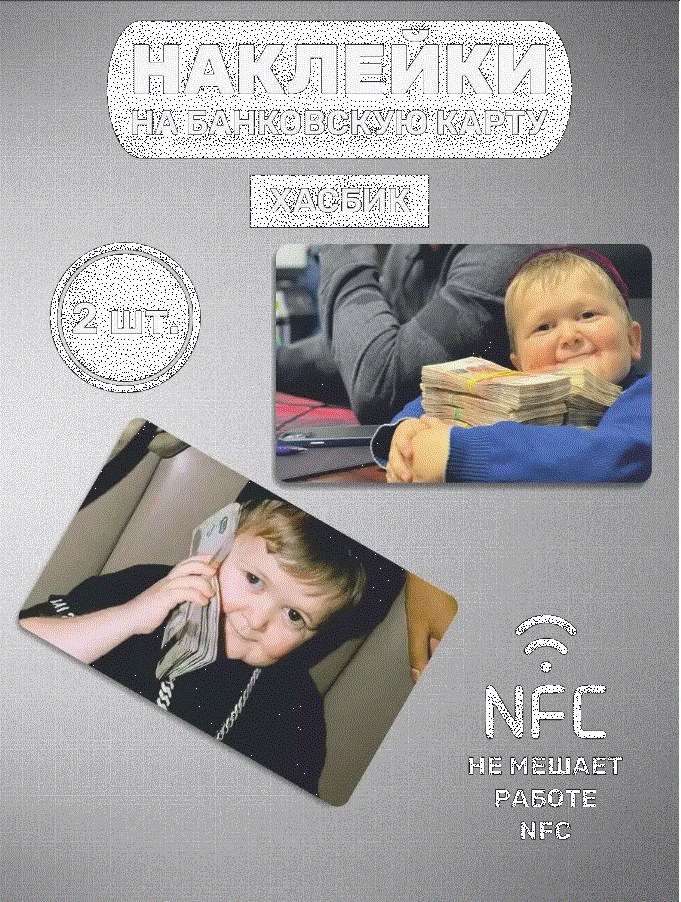 НАКЛЕЙКИ
НА БАНКОВСКУЮ КАРТУ
ХАСБИК
2 шт.
NFC
НЕ МЕШАЕТ
РАБОТЕ
NFC